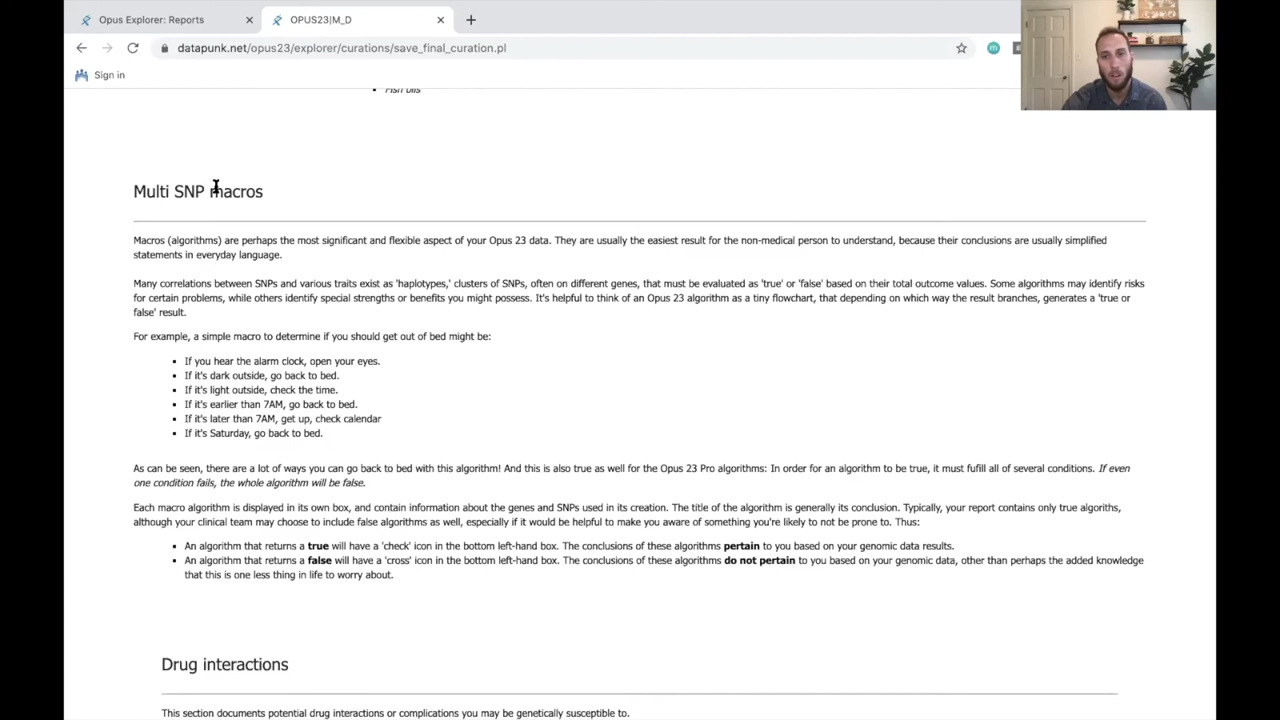 Opus Explorer: Reports
OPUS23|M_D
datapunk.net/opus23/explorer/curations/save_final_curation.pl
Sign in
Fish oils
Multi SNP macros
Macros (algorithms) are perhaps the most significant and flexible aspect of your Opus 23 data. They are usually the easiest result for the non-medical person to understand, because their conclusions are usually simplified
statements in everyday language.
Many correlations between SNPs and various traits exist as 'haplotypes,' clusters of SNPs, often on different genes, that must be evaluated as 'true' or 'false' based on their total outcome values. Some algorithms may identify risks
for certain problems, while others identify special strengths or benefits you might possess. It's helpful to think of an Opus 23 algorithm as a tiny flowchart, that depending on which way the result branches, generates a 'true or
false' result.
For example, a simple macro to determine if you should get out of bed might be:
▪ If you hear the alarm clock, open your eyes.
▪ If it's dark outside, go back to bed.
▪ If it's light outside, check the time.
▪ If it's earlier than 7AM, go back to bed.
▪ If it's later than 7AM, get up, check calendar
▪ If it's Saturday, go back to bed.
As can be seen, there are a lot of ways you can go back to bed with this algorithm! And this is also true as well for the Opus 23 Pro algorithms: In order for an algorithm to be true, it must fufill all of several conditions. If even
one condition fails, the whole algorithm will be false.
Each macro algorithm is displayed in its own box, and contain information about the genes and SNPs used in its creation. The title of the algorithm is generally its conclusion. Typically, your report contains only true algoriths,
although your clinical team may choose to include false algorithms as well, especially if it would be helpful to make you aware of something you're likely to not be prone to. Thus:
▪ An algorithm that returns a true will have a 'check' icon in the bottom left-hand box. The conclusions of these algorithms pertain to you based on your genomic data results.
▪ An algorithm that returns a false will have a 'cross' icon in the bottom left-hand box. The conclusions of these algorithms do not pertain to you based on your genomic data, other than perhaps the added knowledge
that this is one less thing in life to worry about.
Drug interactions
This section documents potential drug interactions or complications you may be genetically susceptible to.